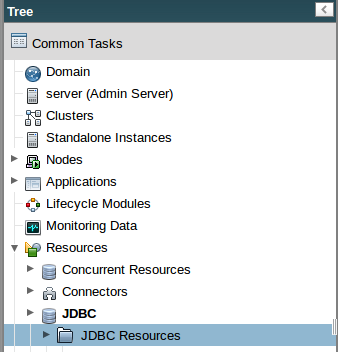 Tree
Common Tasks
Domain
server (Admin Server)
Clusters
Standalone Instances
Nodes
Applications
Lifecycle Modules
Monitoring Data
Resources
Concurrent Resources
Connectors
JDBC
JDBC Resources